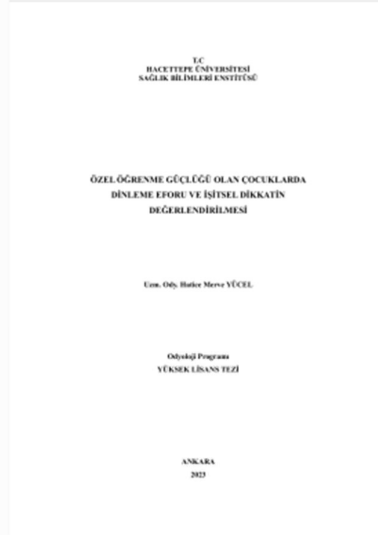 T.C
HACETTEPE ÜNİVERSİTESİ
SAĞLIK BİLİMLERİ ENSTİTÜSÜ
ÖZEL ÖĞRENME GÜÇLÜĞÜ OLAN ÇOCUKLARDA
DİNLEME EFORU VE İŞİTSEL DİKKATİN
DEĞERLENDİRİLMESİ
Uzm. Ody. Hatice Merve YÜCEL
Odyoloji Programı
YÜKSEK LİSANS TEZİ
ANKARA
2023